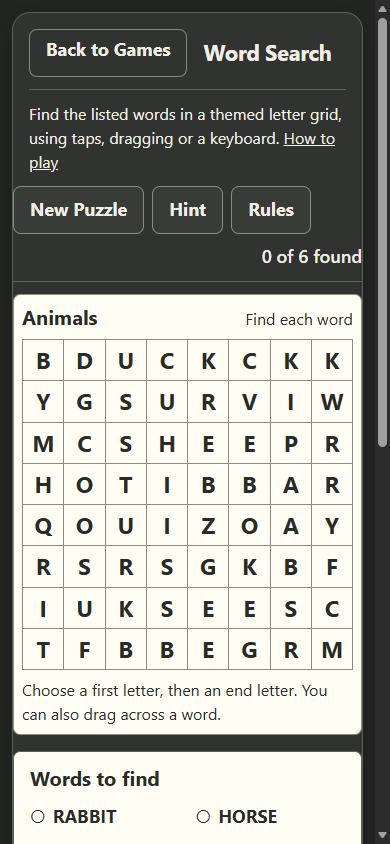 Back to Games
Word Search
Find the listed words in a themed letter grid,
using taps, dragging or a keyboard. How to
play
New Puzzle Hint Rules
0 of 6 found
Animals Find each word
B D U C K C K K
Y G S U R V I W
M C S H E E P R
H O T I B B A R
Q O U I Z O A Y
R S R S G K B F
I U K S E E S C
T F B B E G R M
Choose a first letter, then an end letter. You
can also drag across a word.
Words to find
RABBIT HORSE